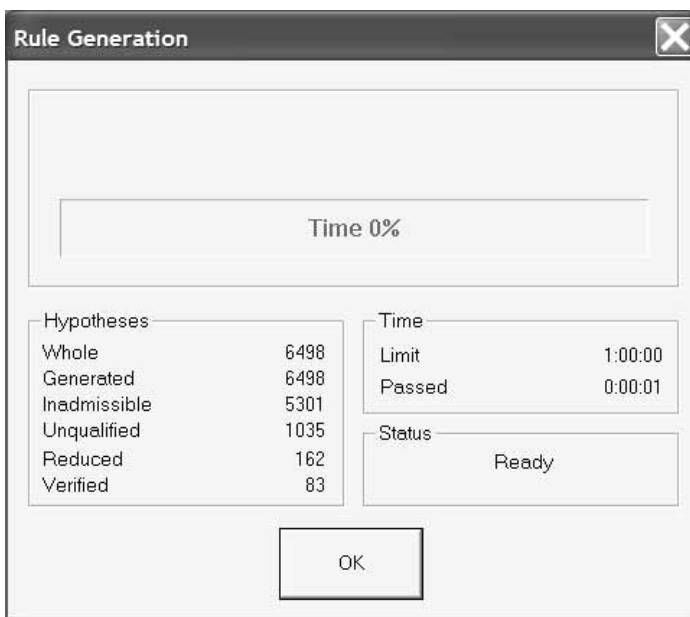 Rule Generation
Time 0%
Hypotheses
Whole 6498
Generated 6498
Inadmissible 5301
Unqualified 1035
Reduced 162
Verified 83
Time
Limit 1:00:00
Passed 0:00:01
Status
Ready
OK